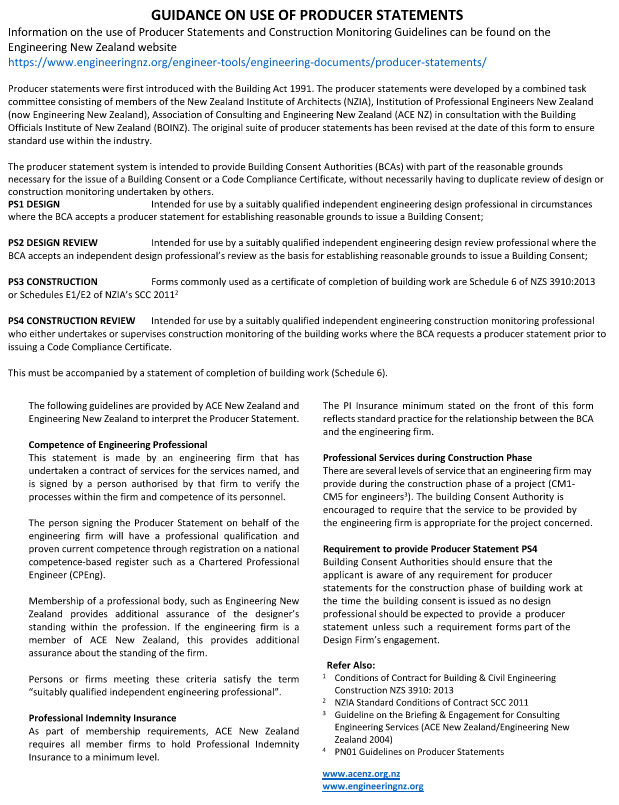 GUIDANCE ON USE OF PRODUCER STATEMENTS
Information on the use of Producer Statements and Construction Monitoring Guidelines can be found on the
Engineering New Zealand website
https://www.engineeringnz.org/engineer-tools/engineering-documents/producer-statements/
Producer statements were first introduced with the Building Act 1991. The producer statements were developed by a combined task
committee consisting of members of the New Zealand Institute of Architects (NZIA), Institution of Professional Engineers New Zealand
(now Engineering New Zealand), Association of Consulting and Engineering New Zealand (ACE NZ) in consultation with the Building
Officials Institute of New Zealand (BOINZ). The original suite of producer statements has been revised at the date of this form to ensure
standard use within the industry.
The producer statement system is intended to provide Building Consent Authorities (BCAs) with part of the reasonable grounds
necessary for the issue of a Building Consent or a Code Compliance Certificate, without necessarily having to duplicate review of design or
construction monitoring undertaken by others.
PS1 DESIGN Intended for use by a suitably qualified independent engineering design professional in circumstances
where the BCA accepts a producer statement for establishing reasonable grounds to issue a Building Consent;
PS2 DESIGN REVIEW Intended for use by a suitably qualified independent engineering design review professional where the
BCA accepts an independent design professional's review as the basis for establishing reasonable grounds to issue a Building Consent;
PS3 CONSTRUCTION Forms commonly used as a certificate of completion of building work are Schedule 6 of NZS 3910:2013
or Schedules E1/E2 of NZIA's SCC 2011²
PS4 CONSTRUCTION REVIEW Intended for use by a suitably qualified independent engineering construction monitoring professional
who either undertakes or supervises construction monitoring of the building works where the BCA requests a producer statement prior to
issuing a Code Compliance Certificate.
This must be accompanied by a statement of completion of building work (Schedule 6).
The following guidelines are provided by ACE New Zealand and
Engineering New Zealand to interpret the Producer Statement.
Competence of Engineering Professional
This statement is made by an engineering firm that has
undertaken a contract of services for the services named, and
is signed by a person authorised by that firm to verify the
processes within the firm and competence of its personnel.
The person signing the Producer Statement on behalf of the
engineering firm will have a professional qualification and
proven current competence through registration on a national
competence-based register such as a Chartered Professional
Engineer (CPEng).
Membership of a professional body, such as Engineering New
Zealand provides additional assurance of the designer's
standing within the profession. If the engineering firm is a
member of ACE New Zealand, this provides additional
assurance about the standing of the firm.
Persons or firms meeting these criteria satisfy the term
"suitably qualified independent engineering professional".
Professional Indemnity Insurance
As part of membership requirements, ACE New Zealand
requires all member firms to hold Professional Indemnity
Insurance to a minimum level.
The PI Insurance minimum stated on the front of this form
reflects standard practice for the relationship between the BCA
and the engineering firm.
Professional Services during Construction Phase
There are several levels of service that an engineering firm may
provide during the construction phase of a project (CM1-
CM5 for engineers³). The building Consent Authority is
encouraged to require that the service to be provided by
the engineering firm is appropriate for the project concerned.
Requirement to provide Producer Statement PS4
Building Consent Authorities should ensure that the
applicant is aware of any requirement for producer
statements for the construction phase of building work at
the time the building consent is issued as no design
professional should be expected to provide a producer
statement unless such a requirement forms part of the
Design Firm's engagement.
Refer Also:
¹ Conditions of Contract for Building & Civil Engineering
Construction NZS 3910: 2013
² NZIA Standard Conditions of Contract SCC 2011
³ Guideline on the Briefing & Engagement for Consulting
Engineering Services (ACE New Zealand/Engineering New
Zealand 2004)
⁴ PN01 Guidelines on Producer Statements
www.acenz.org.nz
www.engineeringnz.org